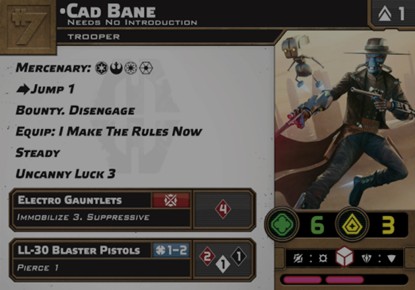 •Cad Bane
Needs No Introduction
1
Trooper
Mercenary:
Jump 1
Bounty. Disengage
Equip: I Make The Rules Now
Steady
Uncanny Luck 3
Electro Gauntlets
4
Immobilize 3. Suppressive
6 3
LL-30 Blaster Pistols 1-2
2 1 1
Pierce 1
: :